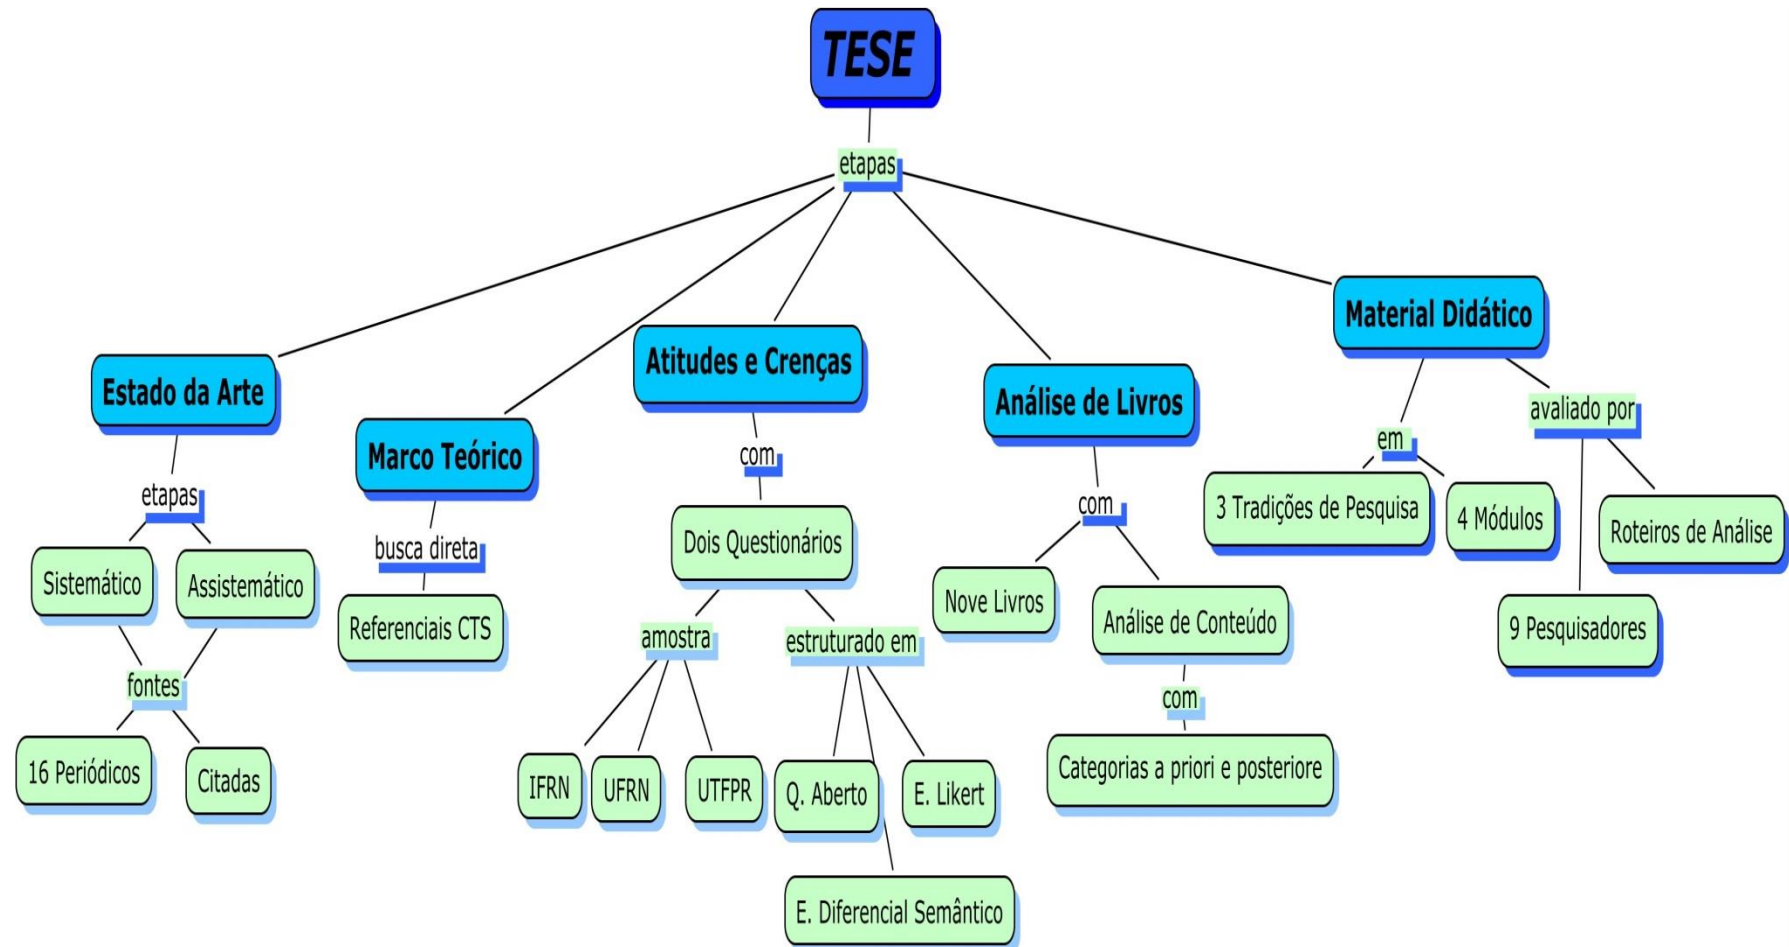 TESE
etapas
Material Didático
Atitudes e Crenças
Estado da Arte
Análise de Livros
Marco Teórico
avaliado por
em
com
etapas
com
3 Tradições de Pesquisa
4 Módulos
Roteiros de Análise
busca direta
Dois Questionários
Sistemático
Assistemático
Nove Livros
Análise de Conteúdo
Referenciais CTS
9 Pesquisadores
amostra
estruturado em
fontes
com
16 Periódicos
Citadas
Categorias a priori e posteriore
IFRN
UFRN
UTFPR
Q. Aberto
E. Likert
E. Diferencial Semântico